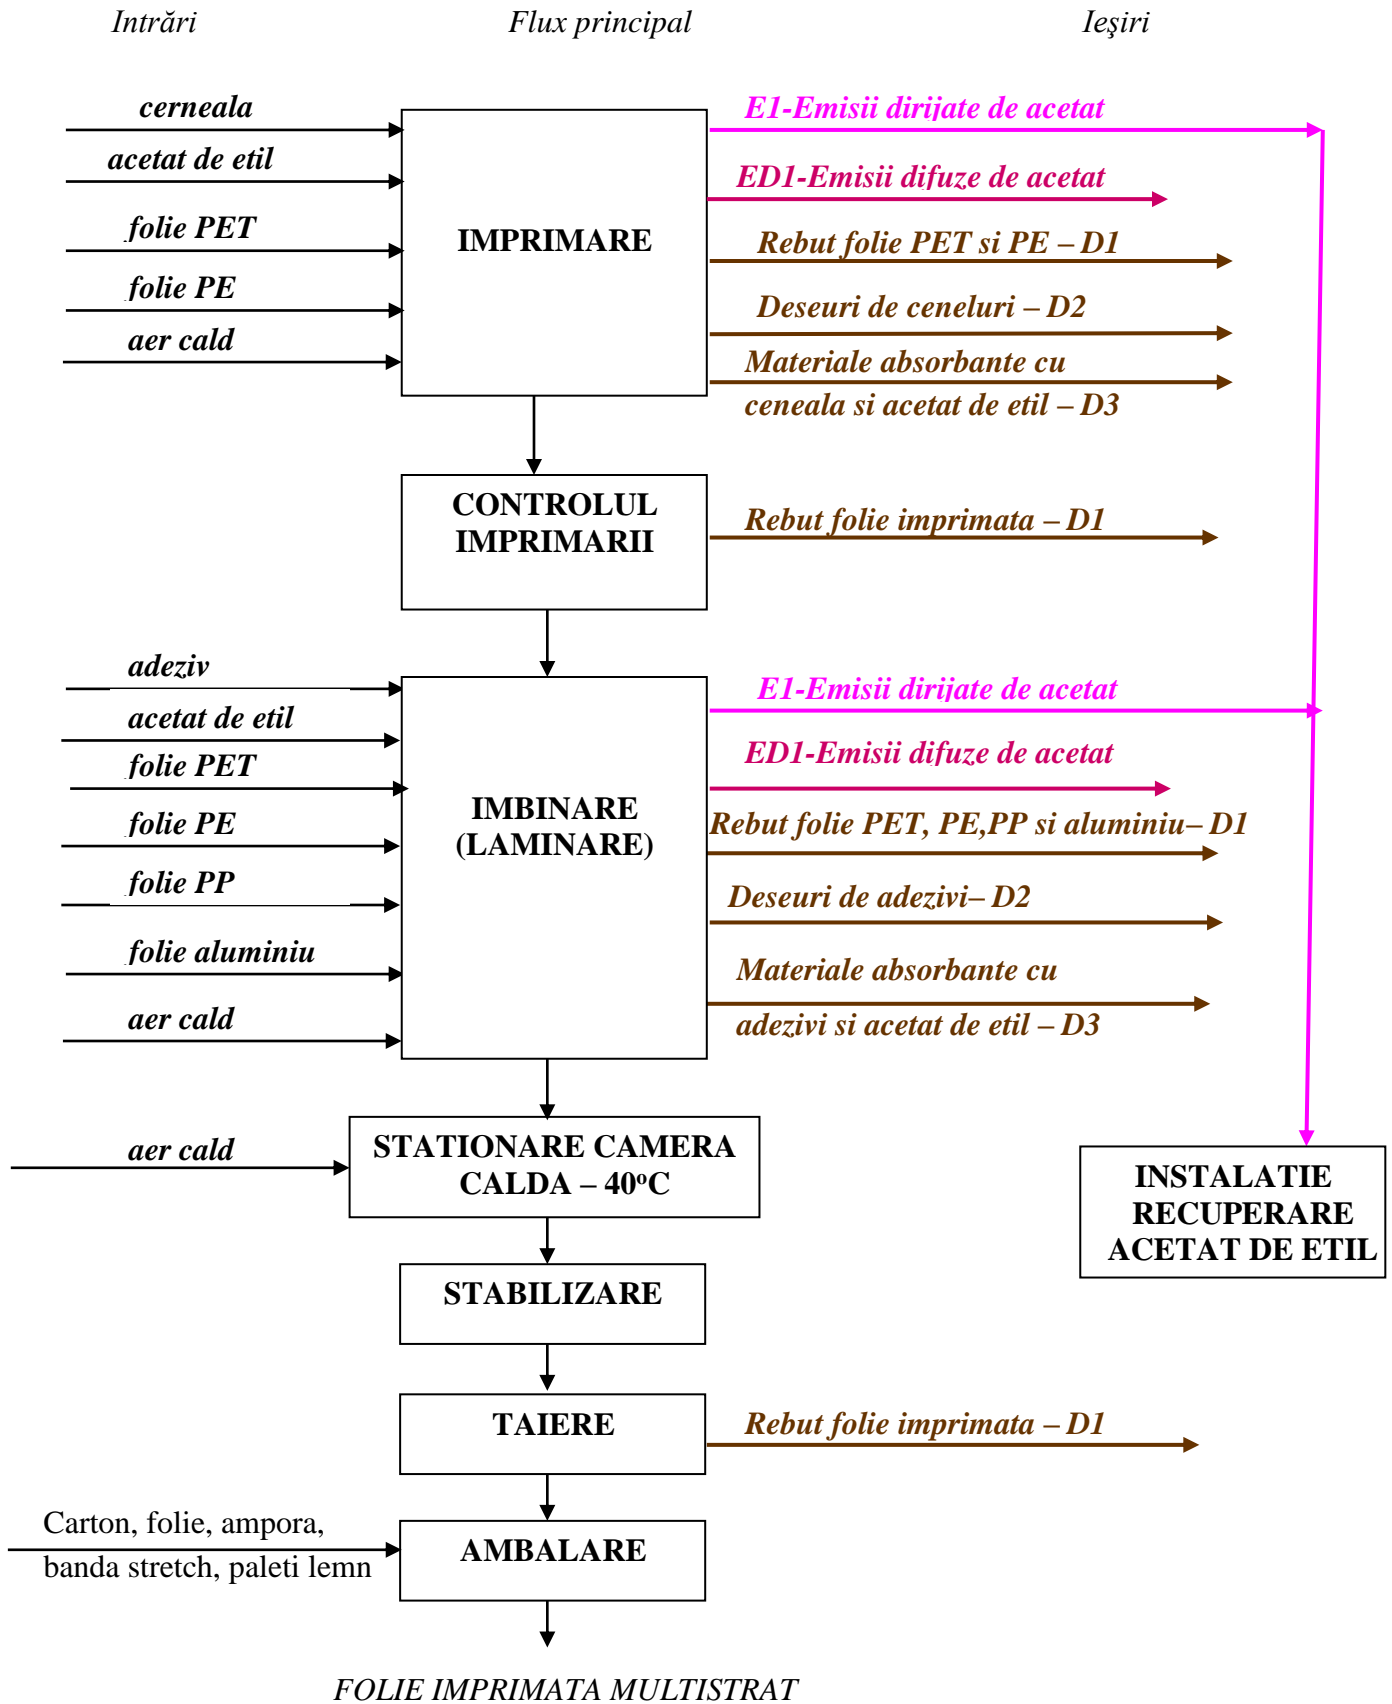 Intrări Flux principal Ieşiri
cerneala
acetat de etil
folie PET
folie PE
aer cald
IMPRIMARE
E1-Emisii dirijate de acetat
ED1-Emisii difuze de acetat
Rebut folie PET si PE – D1
Deseuri de ceneluri – D2
Materiale absorbante cu
ceneala si acetat de etil – D3
CONTROLUL
IMPRIMARII
Rebut folie imprimata – D1
adeziv
acetat de etil
folie PET
folie PE
folie PP
folie aluminiu
aer cald
IMBINARE
(LAMINARE)
E1-Emisii dirijate de acetat
ED1-Emisii difuze de acetat
Rebut folie PET, PE,PP si aluminiu– D1
Deseuri de adezivi– D2
Materiale absorbante cu
adezivi si acetat de etil – D3
aer cald
STATIONARE CAMERA
CALDA – 40ºC
INSTALATIE
RECUPERARE
ACETAT DE ETIL
STABILIZARE
TAIERE
Rebut folie imprimata – D1
Carton, folie, ampora,
banda stretch, paleti lemn
AMBALARE
FOLIE IMPRIMATA MULTISTRAT